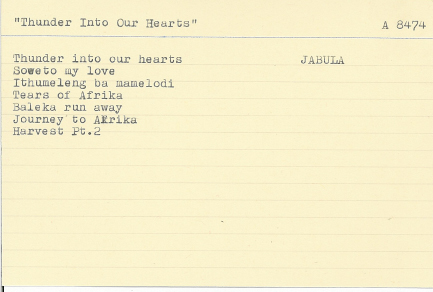 "Thunder Into Our Hearts" A 8474
Thunder into our hearts JABULA
Soweto my love
Ithumeleng ba mamelodi
Tears of Afrika
Baleka run away
Journey to Afrika
Harvest Pt.2